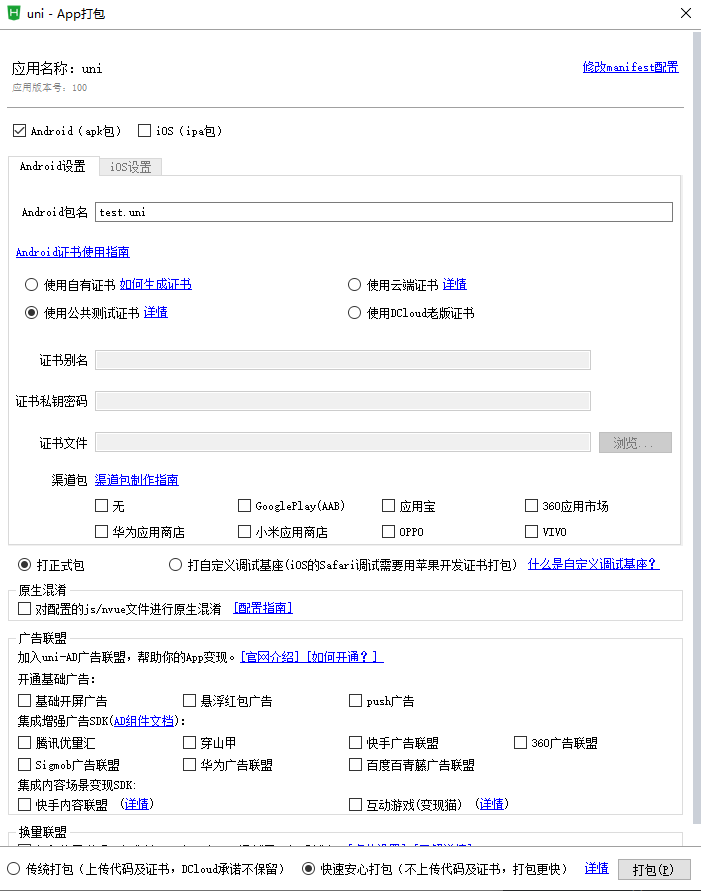 uni - App打包
应用名称：uni
修改manifest配置
应用版本号：100
Android（apk包） iOS（ipa包）
Android设置 iOS设置
Android包名 test.uni
Android证书使用指南
使用自有证书 如何生成证书 使用云端证书 详情
使用公共测试证书 详情 使用DCloud老版证书
证书别名
证书私钥密码
证书文件 浏览...
渠道包 渠道包制作指南
无 GooglePlay(AAB) 应用宝 360应用市场
华为应用商店 小米应用商店 OPPO VIVO
打正式包 打自定义调试基座(iOS的Safari调试需要用苹果开发证书打包) 什么是自定义调试基座？
原生混淆
对配置的js/nvue文件进行原生混淆 [配置指南]
广告联盟
加入uni-AD广告联盟，帮助你的App变现。[官网介绍] [如何开通？]
开通基础广告：
基础开屏广告 悬浮红包广告 push广告
集成增强广告SDK(AD组件文档)：
腾讯优量汇 穿山甲 快手广告联盟 360广告联盟
Sigmob广告联盟 华为广告联盟 百度百青藤广告联盟
集成内容场景变现SDK：
快手内容联盟 （详情） 互动游戏(变现猫) （详情）
换量联盟
传统打包（上传代码及证书，DCloud承诺不保留） 快速安心打包（不上传代码及证书，打包更快） 详情 打包(P)